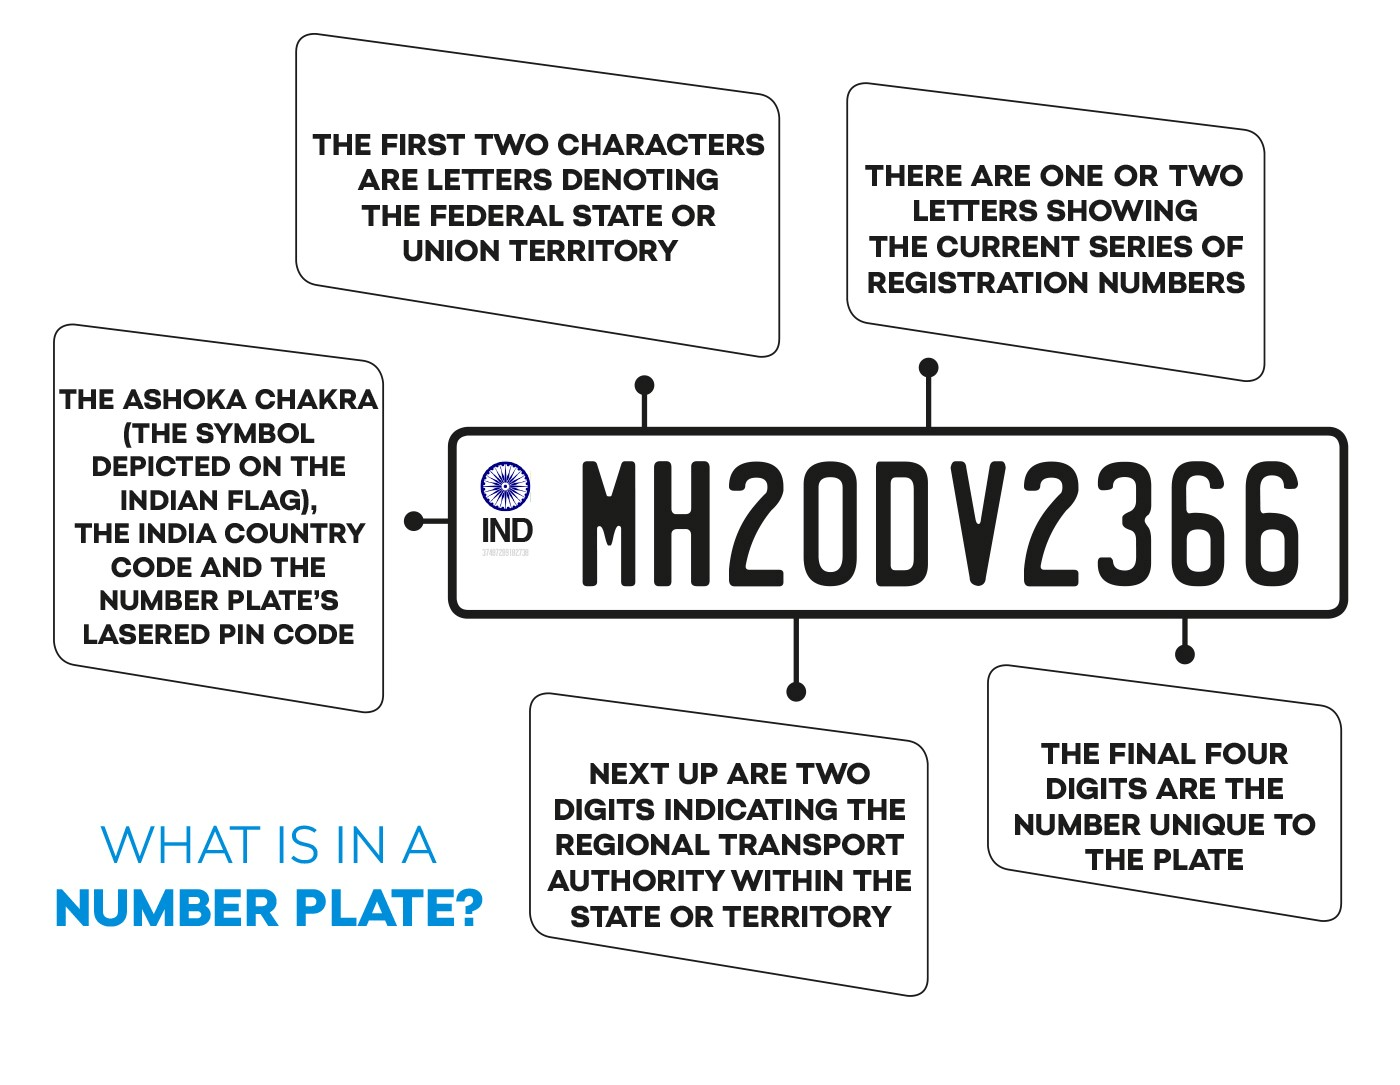 THE FIRST TWO CHARACTERS
ARE LETTERS DENOTING
THE FEDERAL STATE OR
UNION TERRITORY
THERE ARE ONE OR TWO
LETTERS SHOWING
THE CURRENT SERIES OF
REGISTRATION NUMBERS
THE ASHOKA CHAKRA
(THE SYMBOL
DEPICTED ON THE
INDIAN FLAG),
THE INDIA COUNTRY
CODE AND THE
NUMBER PLATE'S
LASERED PIN CODE
IND
MH20DV2366
NEXT UP ARE TWO
DIGITS INDICATING THE
REGIONAL TRANSPORT
AUTHORITY WITHIN THE
STATE OR TERRITORY
THE FINAL FOUR
DIGITS ARE THE
NUMBER UNIQUE TO
THE PLATE
WHAT IS IN A
NUMBER PLATE?